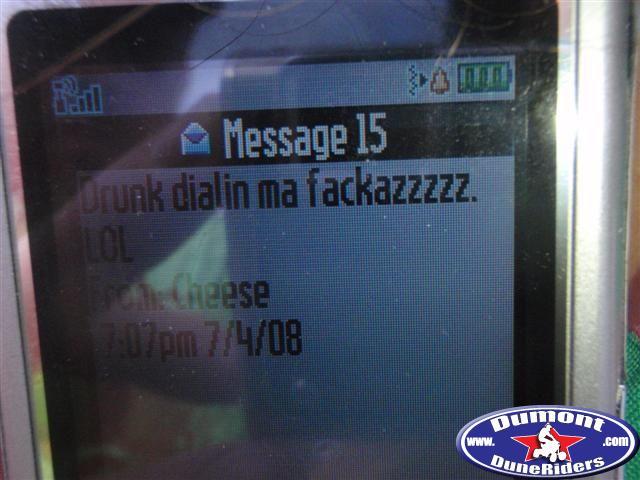 Message 15
Drunk dialin ma fackazzzzz.
LOL
From: Cheese
7:07pm 7/4/08
Dumont
www. .com
DuneRiders